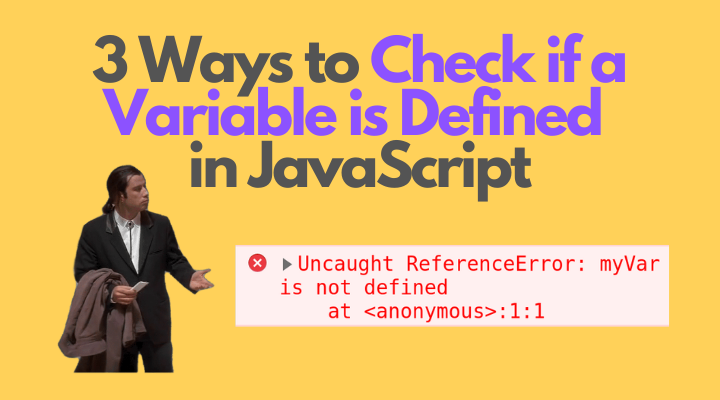 3 Ways to Check if a
Variable is Defined
in JavaScript
Uncaught ReferenceError: myVar
is not defined
at <anonymous>:1:1